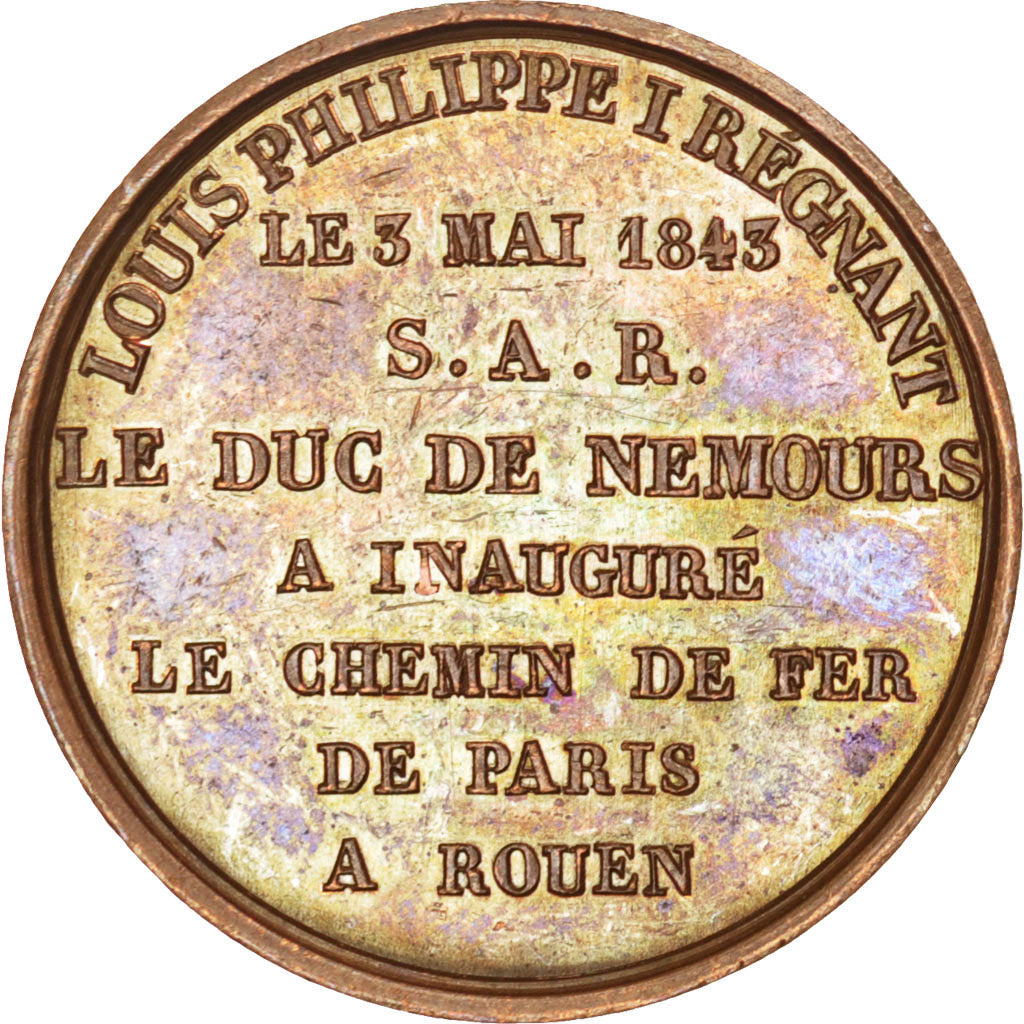 LOUIS PHILIPPE I RÉGNANT
LE 3 MAI 1843
S.A.R.
LE DUC DE NEMOURS
A INAUGURÉ
LE CHEMIN DE FER
DE PARIS
A ROUEN